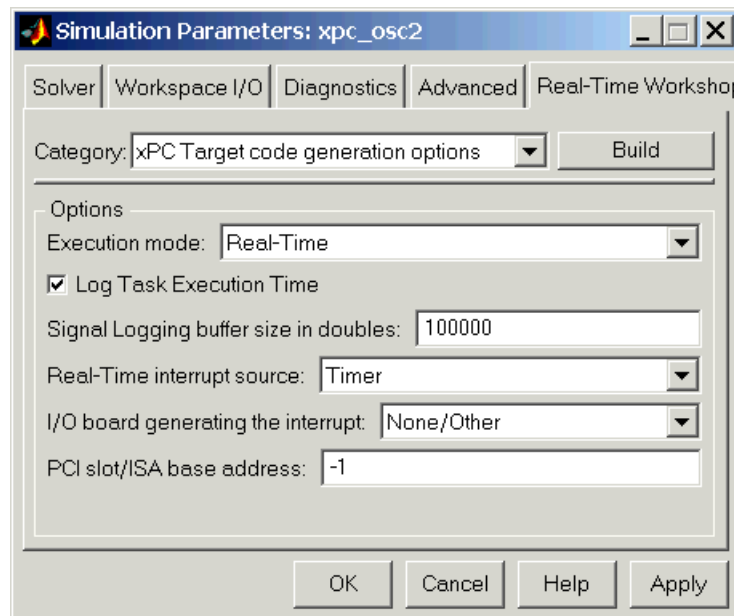 Simulation Parameters: xpc_osc2
Solver Workspace I/O Diagnostics Advanced Real-Time Workshop
Category: xPC Target code generation options Build
Options
Execution mode: Real-Time
Log Task Execution Time
Signal Logging buffer size in doubles: 100000
Real-Time interrupt source: Timer
I/O board generating the interrupt: None/Other
PCI slot/ISA base address: -1
OK Cancel Help Apply